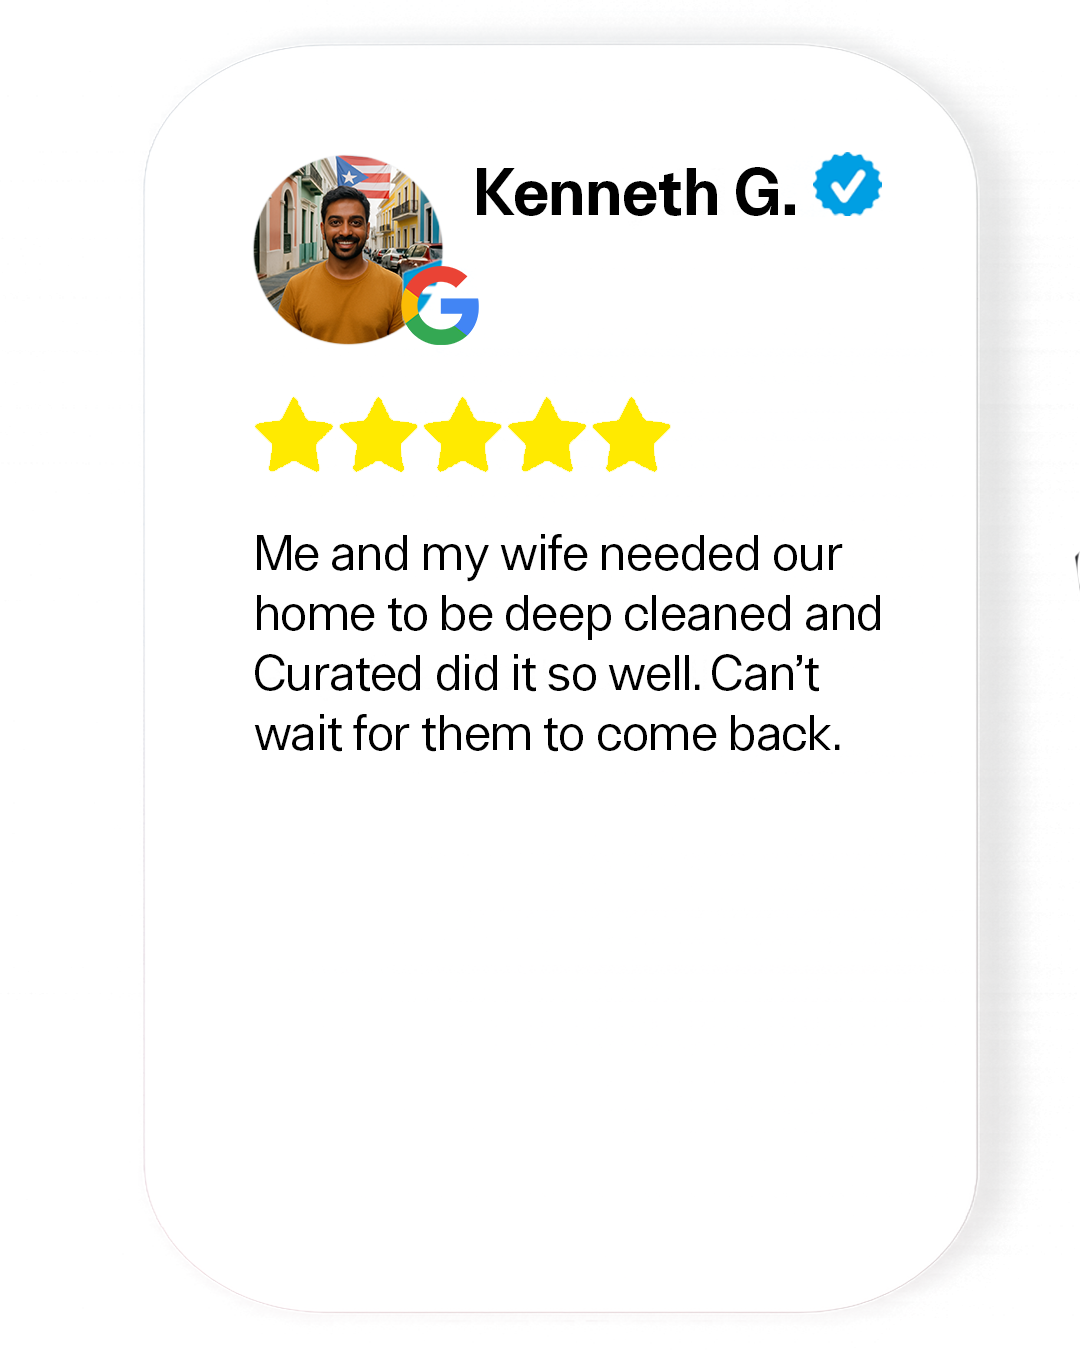 Kenneth G.
Me and my wife needed our
home to be deep cleaned and
Curated did it so well. Can’t
wait for them to come back.